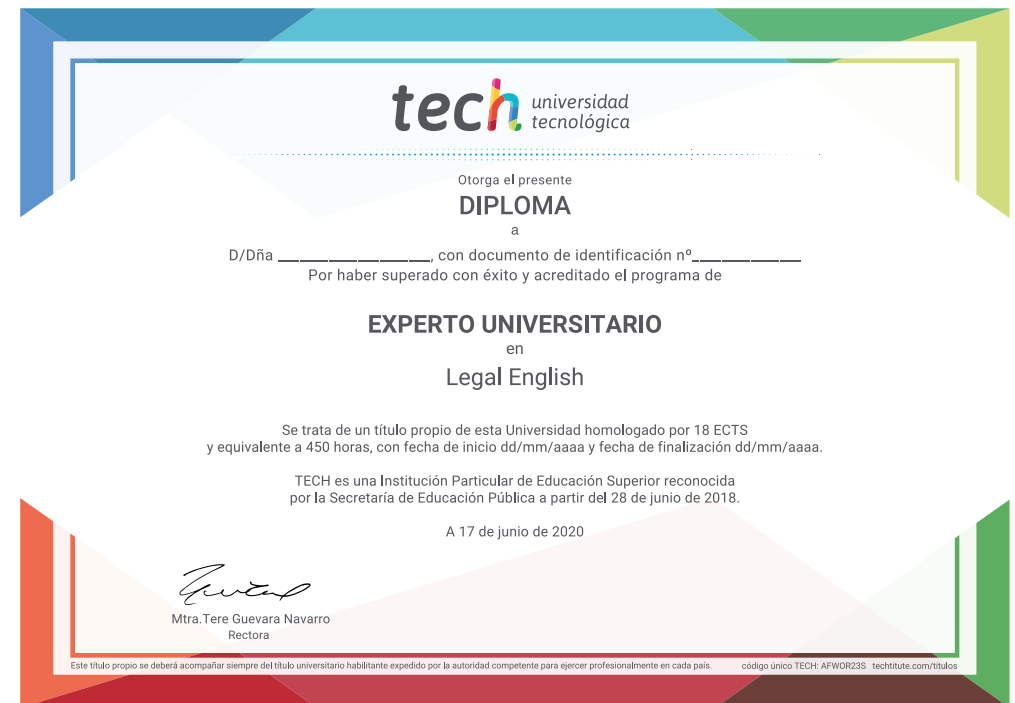 tech universidad
tecnológica
Otorga el presente
DIPLOMA
a
D/Dña ______________, con documento de identificación nº__________
Por haber superado con éxito y acreditado el programa de
EXPERTO UNIVERSITARIO
en
Legal English
Se trata de un título propio de esta Universidad homologado por 18 ECTS
y equivalente a 450 horas, con fecha de inicio dd/mm/aaaa y fecha de finalización dd/mm/aaaa.
TECH es una Institución Particular de Educación Superior reconocida
por la Secretaría de Educación Pública a partir del 28 de junio de 2018.
A 17 de junio de 2020
Mtra.Tere Guevara Navarro
Rectora
Este título propio se deberá acompañar siempre del título universitario habilitante expedido por la autoridad competente para ejercer profesionalmente en cada país. código único TECH: AFWOR23S techtitute.com/titulos